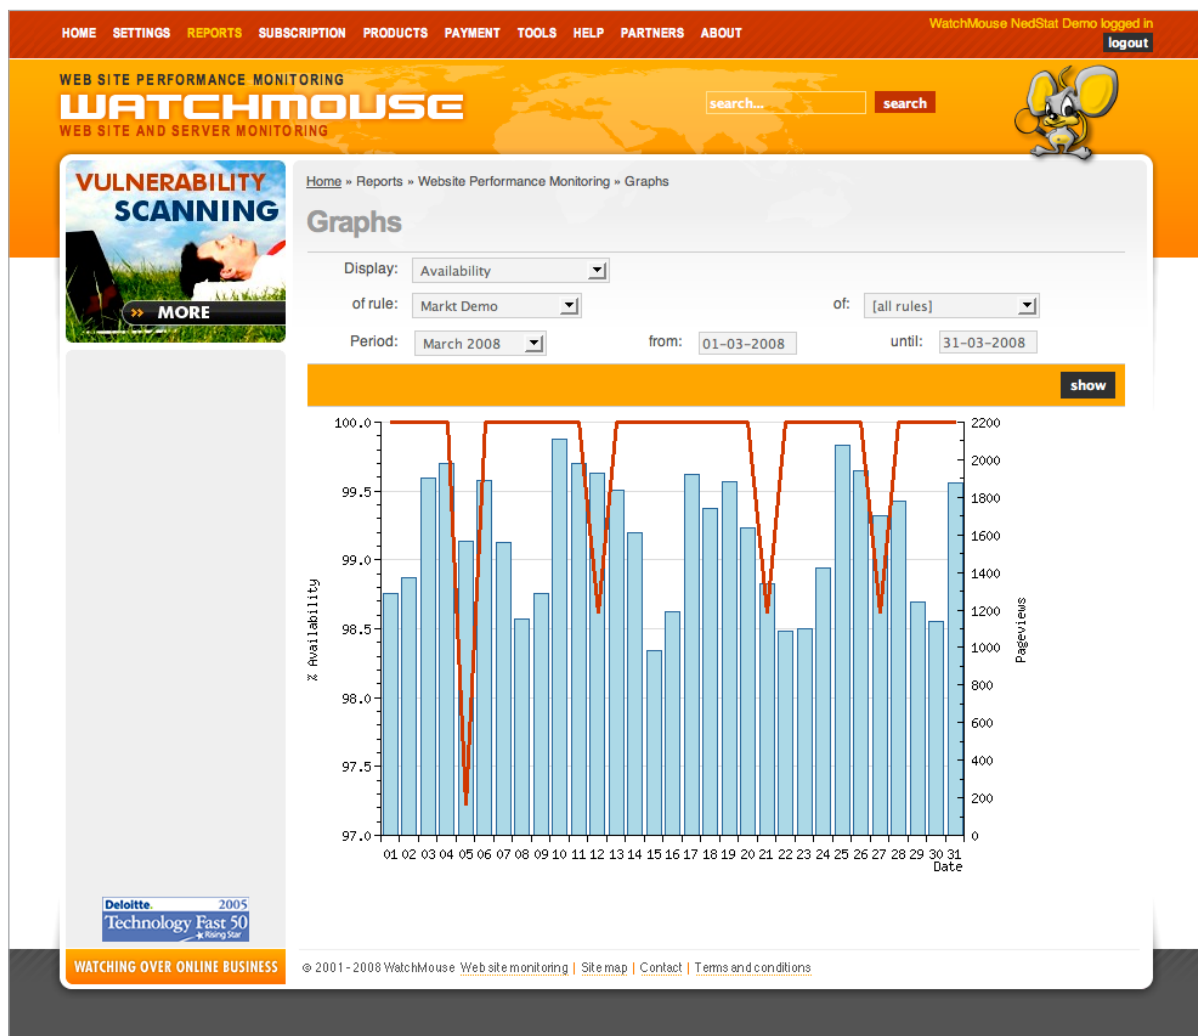 WatchMouse NedStat Demo logged in
HOME SETTINGS REPORTS SUBSCRIPTION PRODUCTS PAYMENT TOOLS HELP PARTNERS ABOUT
logout
WEB SITE PERFORMANCE MONITORING
WATCHMOUSE
WEB SITE AND SERVER MONITORING
search... search
VULNERABILITY
SCANNING
MORE
Home » Reports » Website Performance Monitoring » Graphs
Graphs
Display: Availability
of rule: Markt Demo of: [all rules]
Period: March 2008 from: 01-03-2008 until: 31-03-2008
show
100.0
99.5
99.0
98.5
98.0
97.5
97.0
% Availability
2200
2000
1800
1600
1400
1200
1000
800
600
400
200
0
Pageviews
01 02 03 04 05 06 07 08 09 10 11 12 13 14 15 16 17 18 19 20 21 22 23 24 25 26 27 28 29 30 31
Date
Deloitte. 2005
Technology Fast 50
Rising Star
WATCHING OVER ONLINE BUSINESS
© 2001 - 2008 WatchMouse Web site monitoring | Site map | Contact | Terms and conditions